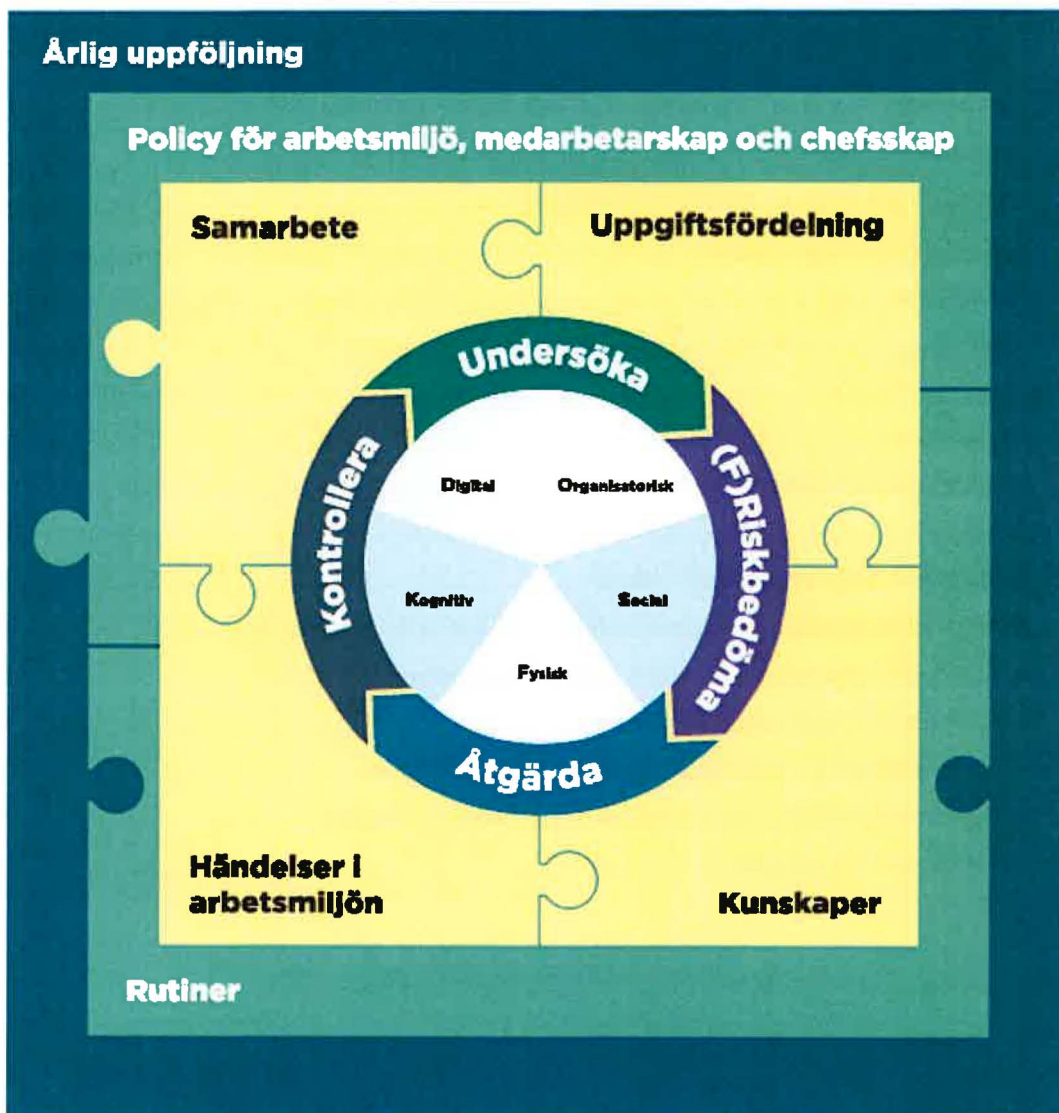 Årlig uppföljning
Policy för arbetsmiljö, medarbetarskap och chefsskap
Samarbete
Uppgiftsfördelning
Undersöka
(F)Riskbedöma
Åtgärda
Kontrollera
Digital
Organisatorisk
Kognitiv
Social
Fysisk
Händelser i
arbetsmiljön
Kunskaper
Rutiner